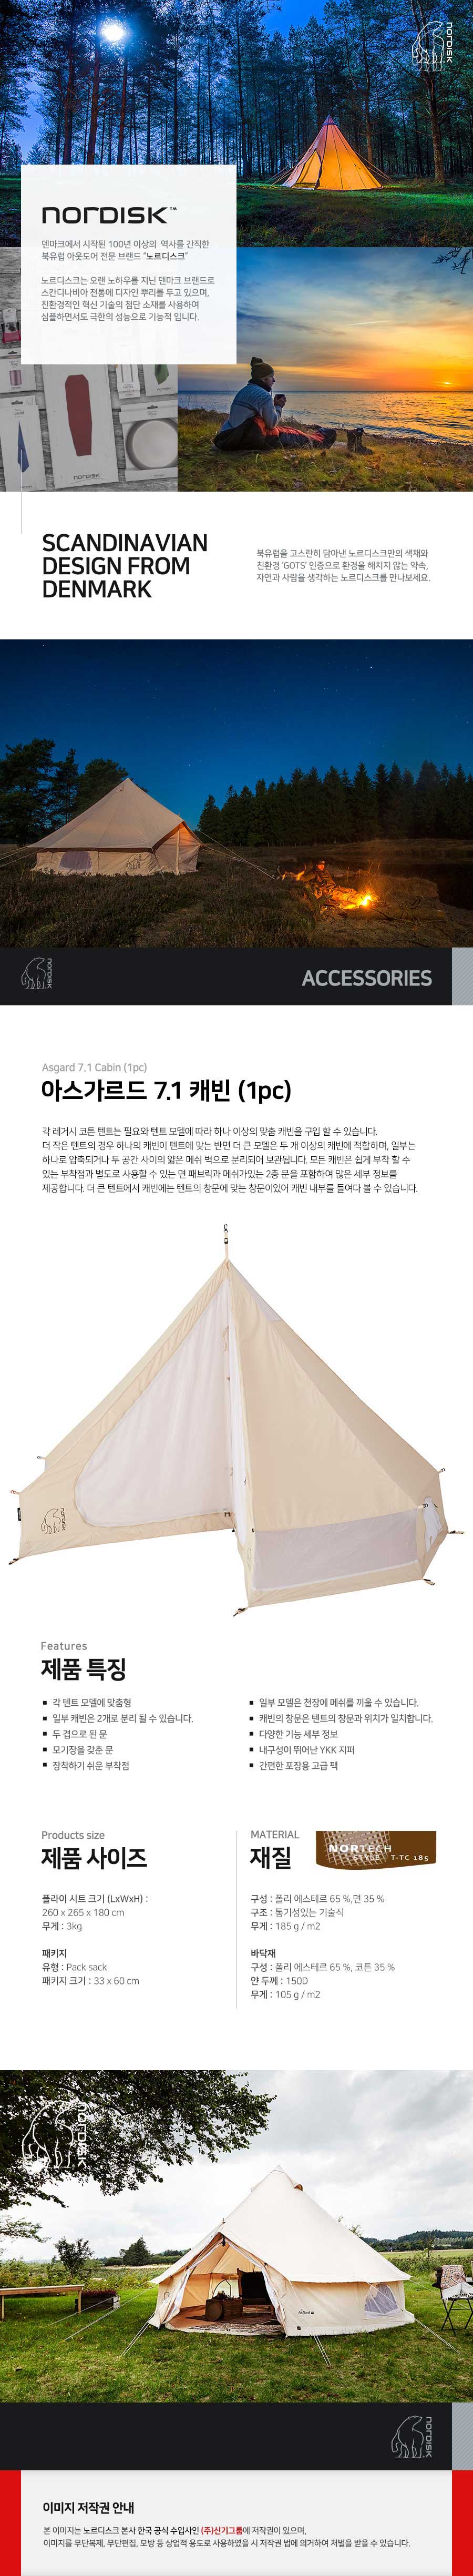 nordisk
nordisk™
덴마크에서 시작된 100년 이상의 역사를 간직한
북유럽 아웃도어 전문 브랜드 "노르디스크"
노르디스크는 오랜 노하우를 지닌 덴마크 브랜드로
스칸디나비아 전통에 디자인 뿌리를 두고 있으며,
친환경적인 혁신 기술의 첨단 소재를 사용하여
심플하면서도 극한의 성능으로 기능적 입니다.
nordisk
SCANDINAVIAN
DESIGN FROM
DENMARK
북유럽을 고스란히 담아낸 노르디스크만의 색채와
친환경 'GOTS' 인증으로 환경을 해치지 않는 약속,
자연과 사람을 생각하는 노르디스크를 만나보세요.
nordisk
ACCESSORIES
Asgard 7.1 Cabin (1pc)
아스가르드 7.1 캐빈 (1pc)
각 레거시 코튼 텐트는 필요와 텐트 모델에 따라 하나 이상의 맞춤 캐빈을 구입 할 수 있습니다.
더 작은 텐트의 경우 하나의 캐빈이 텐트에 맞는 반면 더 큰 모델은 두 개 이상의 캐빈에 적합하며, 일부는
하나로 압축되거나 두 공간 사이의 얇은 메쉬 벽으로 분리되어 보관됩니다. 모든 캐빈은 쉽게 부착 할 수
있는 부착점과 별도로 사용할 수 있는 면 패브릭과 메쉬가있는 2층 문을 포함하여 많은 세부 정보를
제공합니다. 더 큰 텐트에서 캐빈에는 텐트의 창문에 맞는 창문이있어 캐빈 내부를 들여다 볼 수 있습니다.
nordisk
Features
제품 특징
■ 각 텐트 모델에 맞춤형
■ 일부 캐빈은 2개로 분리 될 수 있습니다.
■ 두 겹으로 된 문
■ 모기장을 갖춘 문
■ 장착하기 쉬운 부착점
■ 일부 모델은 천장에 메쉬를 끼울 수 있습니다.
■ 캐빈의 창문은 텐트의 창문과 위치가 일치합니다.
■ 다양한 기능 세부 정보
■ 내구성이 뛰어난 YKK 지퍼
■ 간편한 포장용 고급 팩
Products size
제품 사이즈
플라이 시트 크기 (LxWxH) :
260 x 265 x 180 cm
무게 : 3kg
패키지
유형 : Pack sack
패키지 크기 : 33 x 60 cm
MATERIAL
재질
NORTECH
STYLE T-TC 185
구성 : 폴리 에스테르 65 %,면 35 %
구조 : 통기성있는 기술직
무게 : 185 g / m2
바닥재
구성 : 폴리 에스테르 65 %, 코튼 35 %
얀 두께 : 150D
무게 : 105 g / m2
nordisk
nordisk
이미지 저작권 안내
본 이미지는 노르디스크 본사 한국 공식 수입사인 (주)신기그룹에 저작권이 있으며,
이미지를 무단복제, 무단편집, 모방 등 상업적 용도로 사용하였을 시 저작권 법에 의거하여 처벌을 받을 수 있습니다.